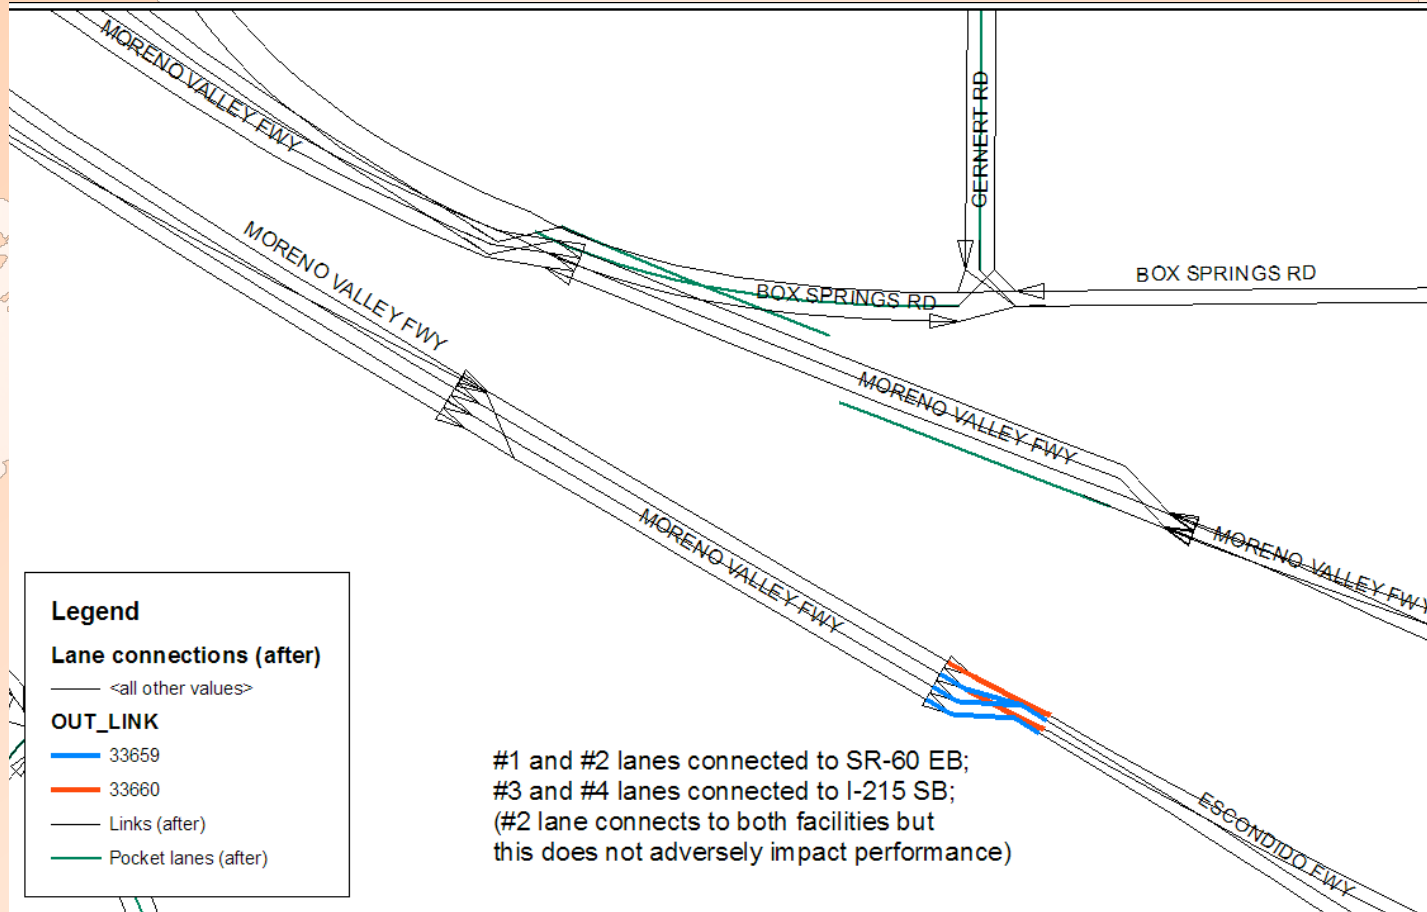 MORENO VALLEY FWY
GERNERT RD
MORENO VALLEY FWY
BOX SPRINGS RD
BOX SPRINGS RD
MORENO VALLEY FWY
MORENO VALLEY FWY
MORENO VALLEY FWY
ESCONDIDO FWY
Legend
Lane connections (after)
<all other values>
OUT_LINK
33659
33660
Links (after)
Pocket lanes (after)
#1 and #2 lanes connected to SR-60 EB;
#3 and #4 lanes connected to I-215 SB;
(#2 lane connects to both facilities but
this does not adversely impact performance)